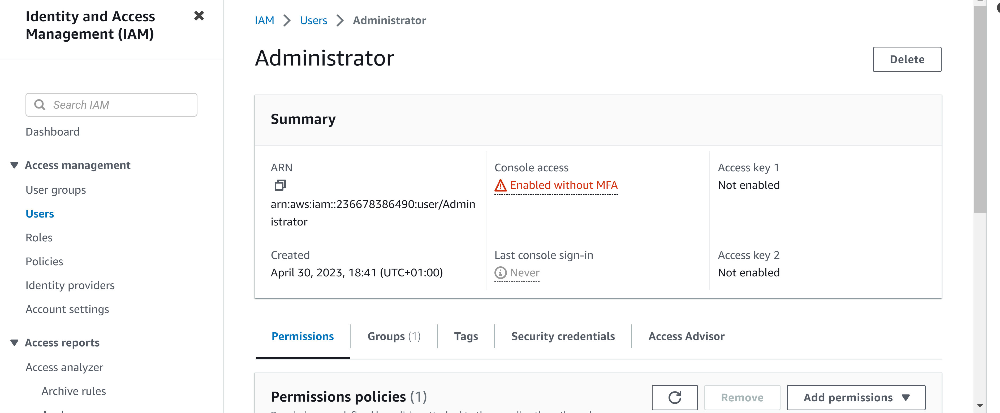 Identity and Access
Management (IAM)
Search IAM
Dashboard
Access management
User groups
Users
Roles
Policies
Identity providers
Account settings
Access reports
Access analyzer
Archive rules
IAM
Users
Administrator
Administrator
Delete
Summary
ARN
arn:aws:iam::236678386490:user/Admin
istrator
Console access
Enabled without MFA
Access key 1
Not enabled
Created
April 30, 2023, 18:41 (UTC+01:00)
Last console sign-in
Never
Access key 2
Not enabled
Permissions
Groups (1)
Tags
Security credentials
Access Advisor
Permissions policies (1)
Remove
Add permissions